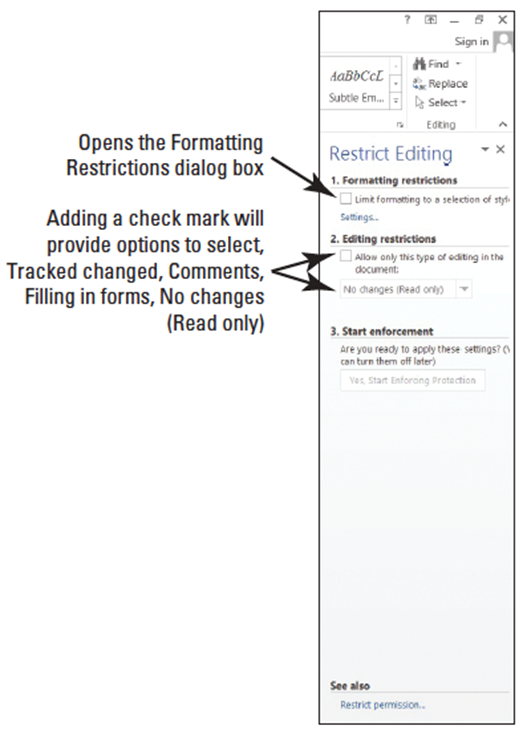 ?
Sign in
AaBbCcL
Subtle Em...
Find
Replace
Select
Editing
Opens the Formatting
Restrictions dialog box
Adding a check mark will
provide options to select,
Tracked changed, Comments,
Filling in forms, No changes
(Read only)
Restrict Editing
1. Formatting restrictions
Limit formatting to a selection of styl
Settings...
2. Editing restrictions
Allow only this type of editing in the
document:
No changes (Read only)
3. Start enforcement
Are you ready to apply these settings? (Y
can turn them off later)
Yes, Start Enforcing Protection
See also
Restrict permission...